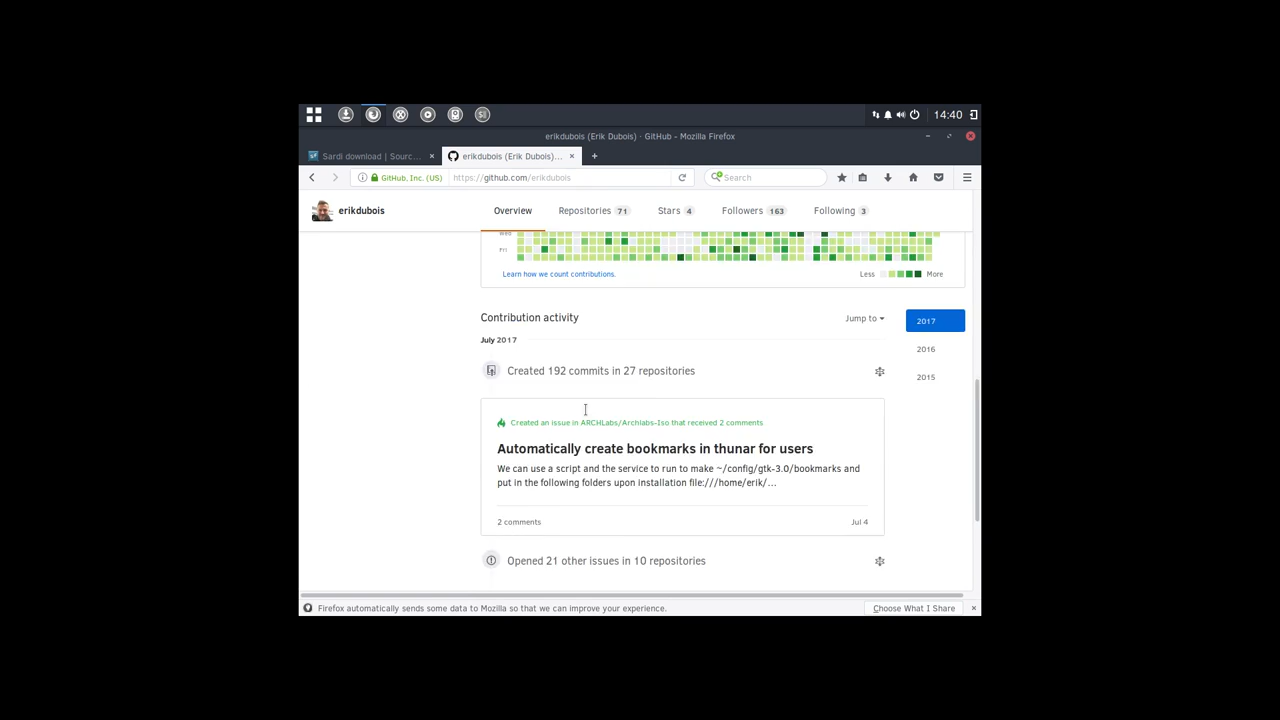 14:40
erikdubois (Erik Dubois) · GitHub - Mozilla Firefox
Sardi download | Sourc...
erikdubois (Erik Dubois)...
GitHub, Inc. (US)
https://github.com/erikdubois
Search
erikdubois
Overview
Repositories 71
Stars 4
Followers 163
Following 3
Wed
Fri
Learn how we count contributions.
Less
More
Contribution activity
Jump to
2017
2016
2015
July 2017
Created 192 commits in 27 repositories
Created an issue in ARCHLabs/Archlabs-Iso that received 2 comments
Automatically create bookmarks in thunar for users
We can use a script and the service to run to make ~/config/gtk-3.0/bookmarks and
put in the following folders upon installation file:///home/erik/...
2 comments
Jul 4
Opened 21 other issues in 10 repositories
Firefox automatically sends some data to Mozilla so that we can improve your experience.
Choose What I Share